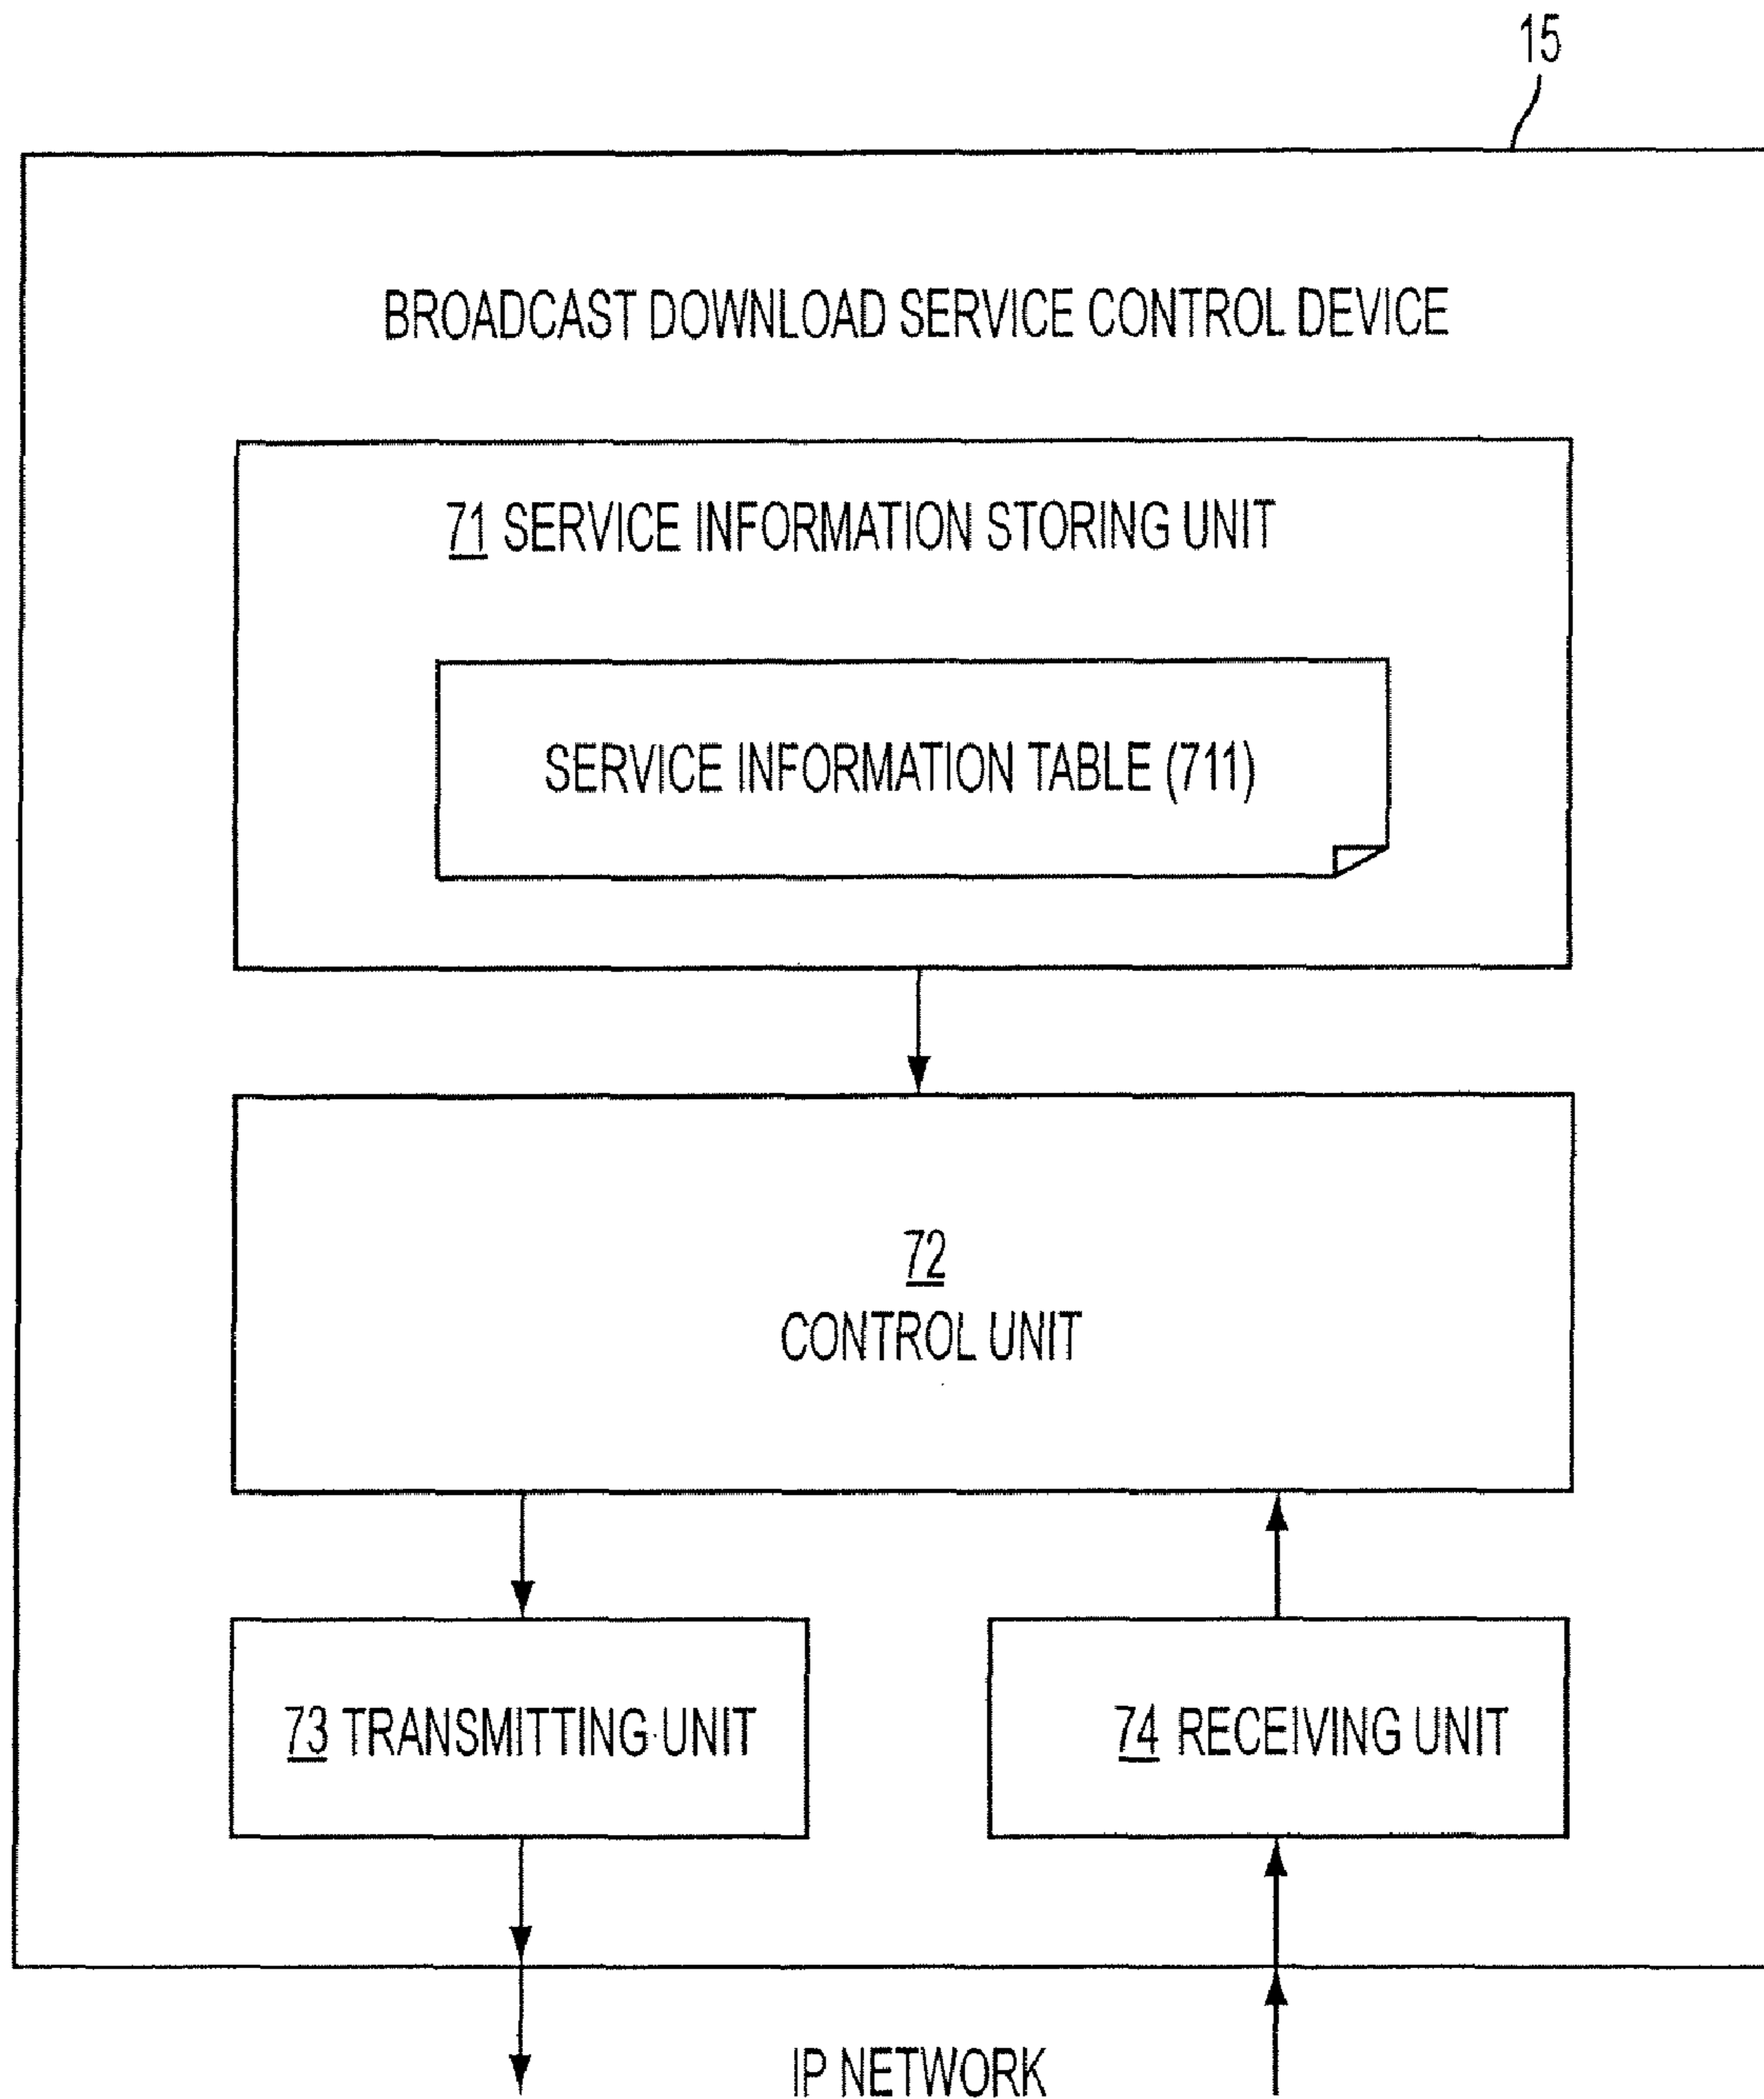 15
BROADCAST DOWNLOAD SERVICE CONTROL DEVICE
71 SERVICE INFORMATION STORING UNIT
SERVICE INFORMATION TABLE (711)
72
CONTROL UNIT
73 TRANSMITTING UNIT
74 RECEIVING UNIT
IP NETWORK